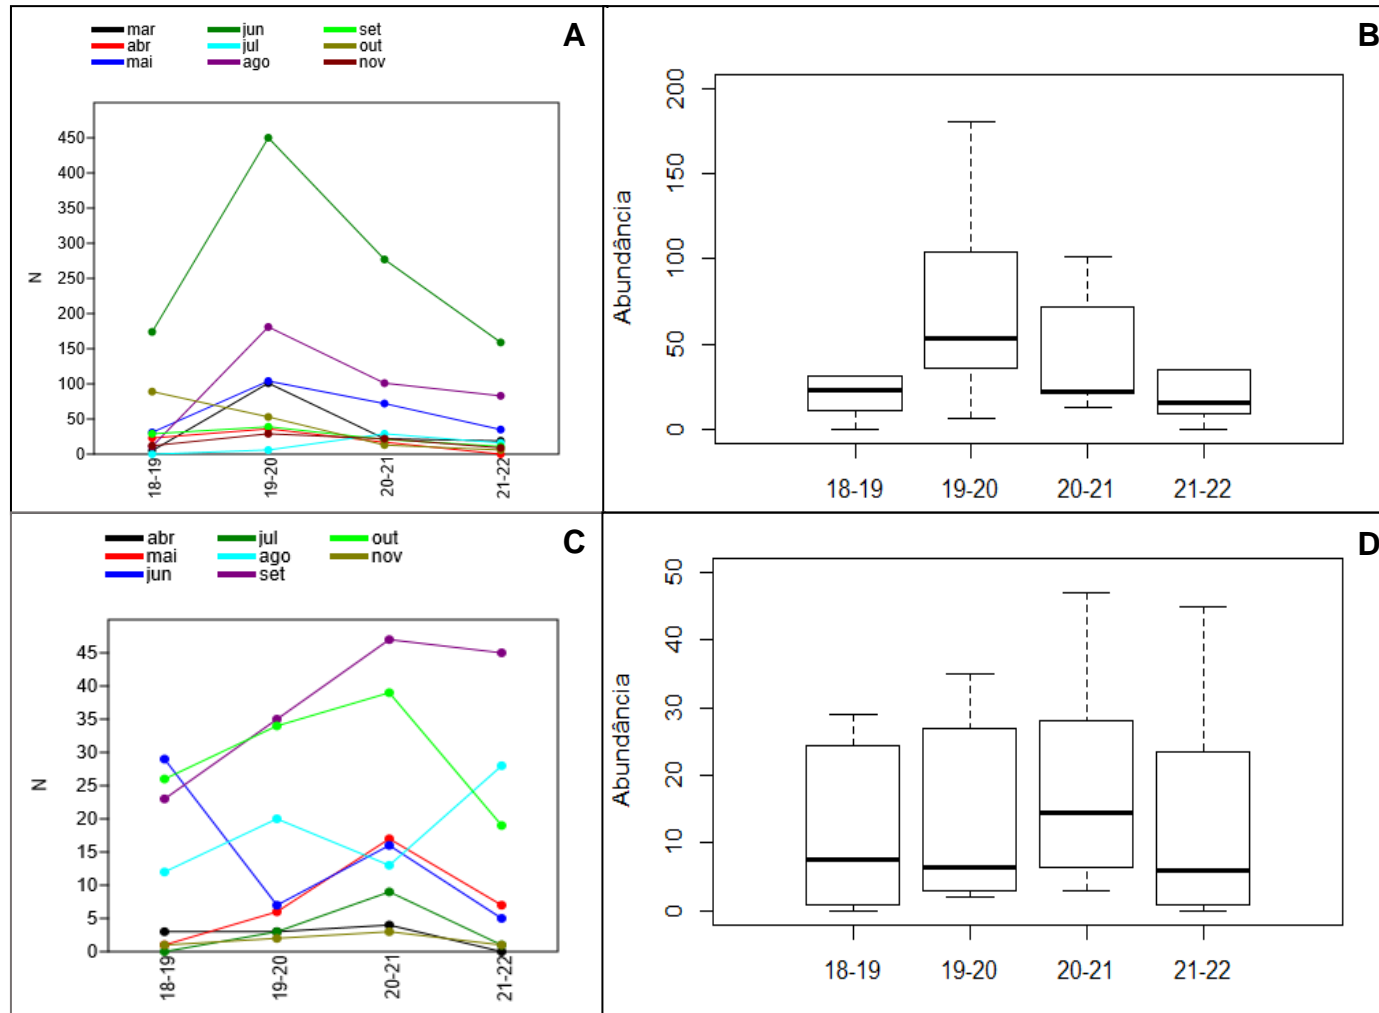 mar jun set
abr jul out
mai ago nov
A
N
450
400
350
300
250
200
150
100
50
0
18-19 19-20 20-21 21-22
B
Abundância
200
150
100
50
0
18-19 19-20 20-21 21-22
abr jul out
mai ago nov
jun set
C
N
45
40
35
30
25
20
15
10
5
0
18-19 19-20 20-21 21-22
D
Abundância
50
40
30
20
10
0
18-19 19-20 20-21 21-22